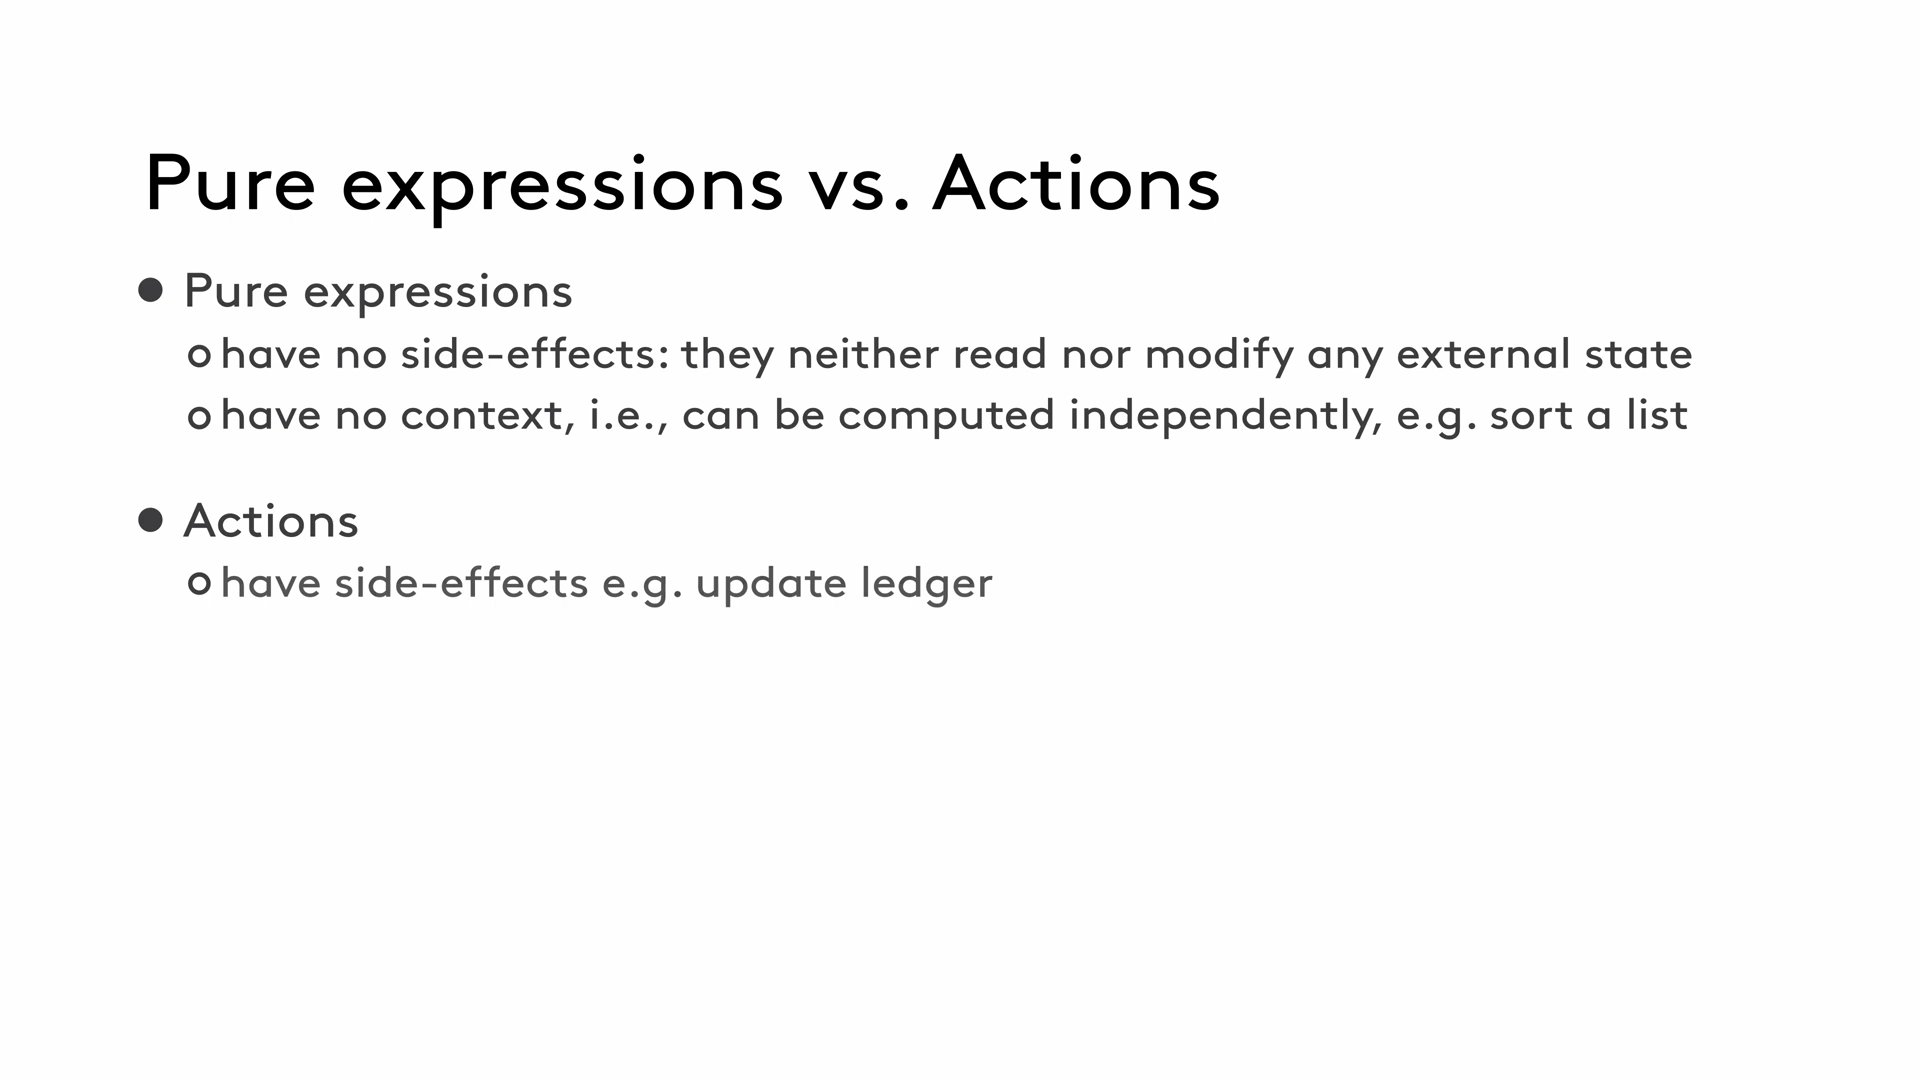 Pure expressions vs. Actions
● Pure expressions
○ have no side-effects: they neither read nor modify any external state
○ have no context, i.e., can be computed independently, e.g. sort a list
● Actions
○ have side-effects e.g. update ledger